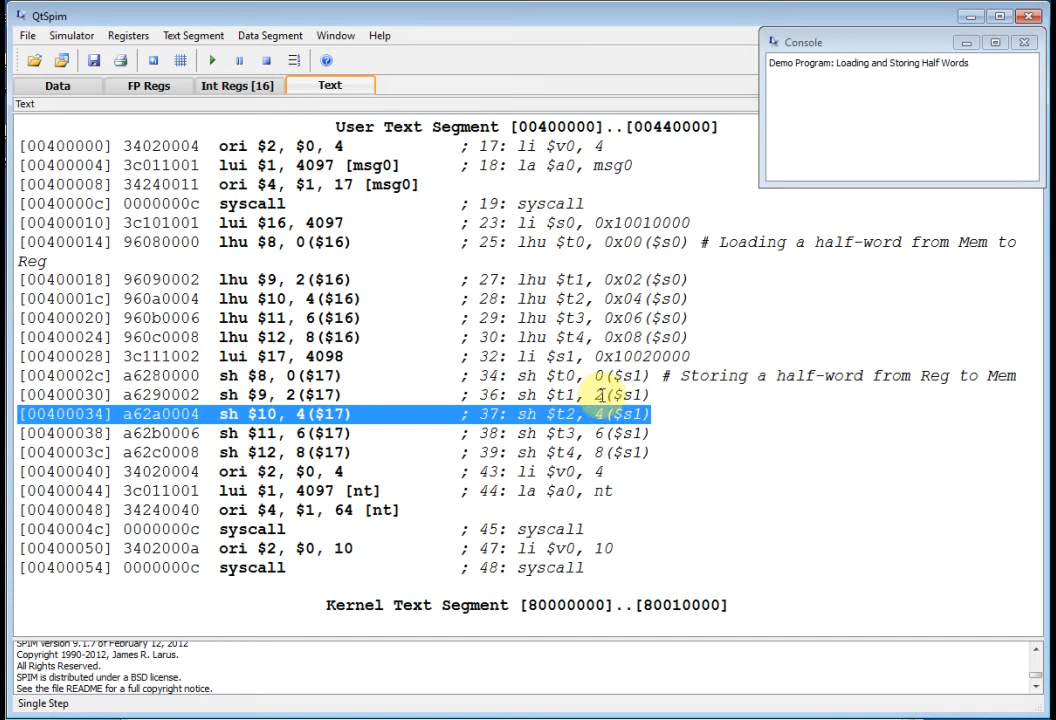 QtSpim
File Simulator Registers Text Segment Data Segment Window Help
Data FP Regs Int Regs [16] Text
Text
Console
Demo Program: Loading and Storing Half Words
User Text Segment [00400000]..[00440000]
[00400000] 34020004 ori $2, $0, 4 ; 17: li $v0, 4
[00400004] 3c011001 lui $1, 4097 [msg0] ; 18: la $a0, msg0
[00400008] 34240011 ori $4, $1, 17 [msg0]
[0040000c] 0000000c syscall ; 19: syscall
[00400010] 3c101001 lui $16, 4097 ; 23: li $s0, 0x10010000
[00400014] 96080000 lhu $8, 0($16) ; 25: lhu $t0, 0x00($s0) # Loading a half-word from Mem to
Reg
[00400018] 96090002 lhu $9, 2($16) ; 27: lhu $t1, 0x02($s0)
[0040001c] 960a0004 lhu $10, 4($16) ; 28: lhu $t2, 0x04($s0)
[00400020] 960b0006 lhu $11, 6($16) ; 29: lhu $t3, 0x06($s0)
[00400024] 960c0008 lhu $12, 8($16) ; 30: lhu $t4, 0x08($s0)
[00400028] 3c111002 lui $17, 4098 ; 32: li $s1, 0x10020000
[0040002c] a6280000 sh $8, 0($17) ; 34: sh $t0, 0($s1) # Storing a half-word from Reg to Mem
[00400030] a6290002 sh $9, 2($17) ; 36: sh $t1, 2($s1)
[00400034] a62a0004 sh $10, 4($17) ; 37: sh $t2, 4($s1)
[00400038] a62b0006 sh $11, 6($17) ; 38: sh $t3, 6($s1)
[0040003c] a62c0008 sh $12, 8($17) ; 39: sh $t4, 8($s1)
[00400040] 34020004 ori $2, $0, 4 ; 43: li $v0, 4
[00400044] 3c011001 lui $1, 4097 [nt] ; 44: la $a0, nt
[00400048] 34240040 ori $4, $1, 64 [nt]
[0040004c] 0000000c syscall ; 45: syscall
[00400050] 3402000a ori $2, $0, 10 ; 47: li $v0, 10
[00400054] 0000000c syscall ; 48: syscall
Kernel Text Segment [80000000]..[80010000]
SPIM Version 9.1.7 of February 12, 2012
Copyright 1990-2012, James R. Larus.
All Rights Reserved.
SPIM is distributed under a BSD license.
See the file README for a full copyright notice.
Single Step